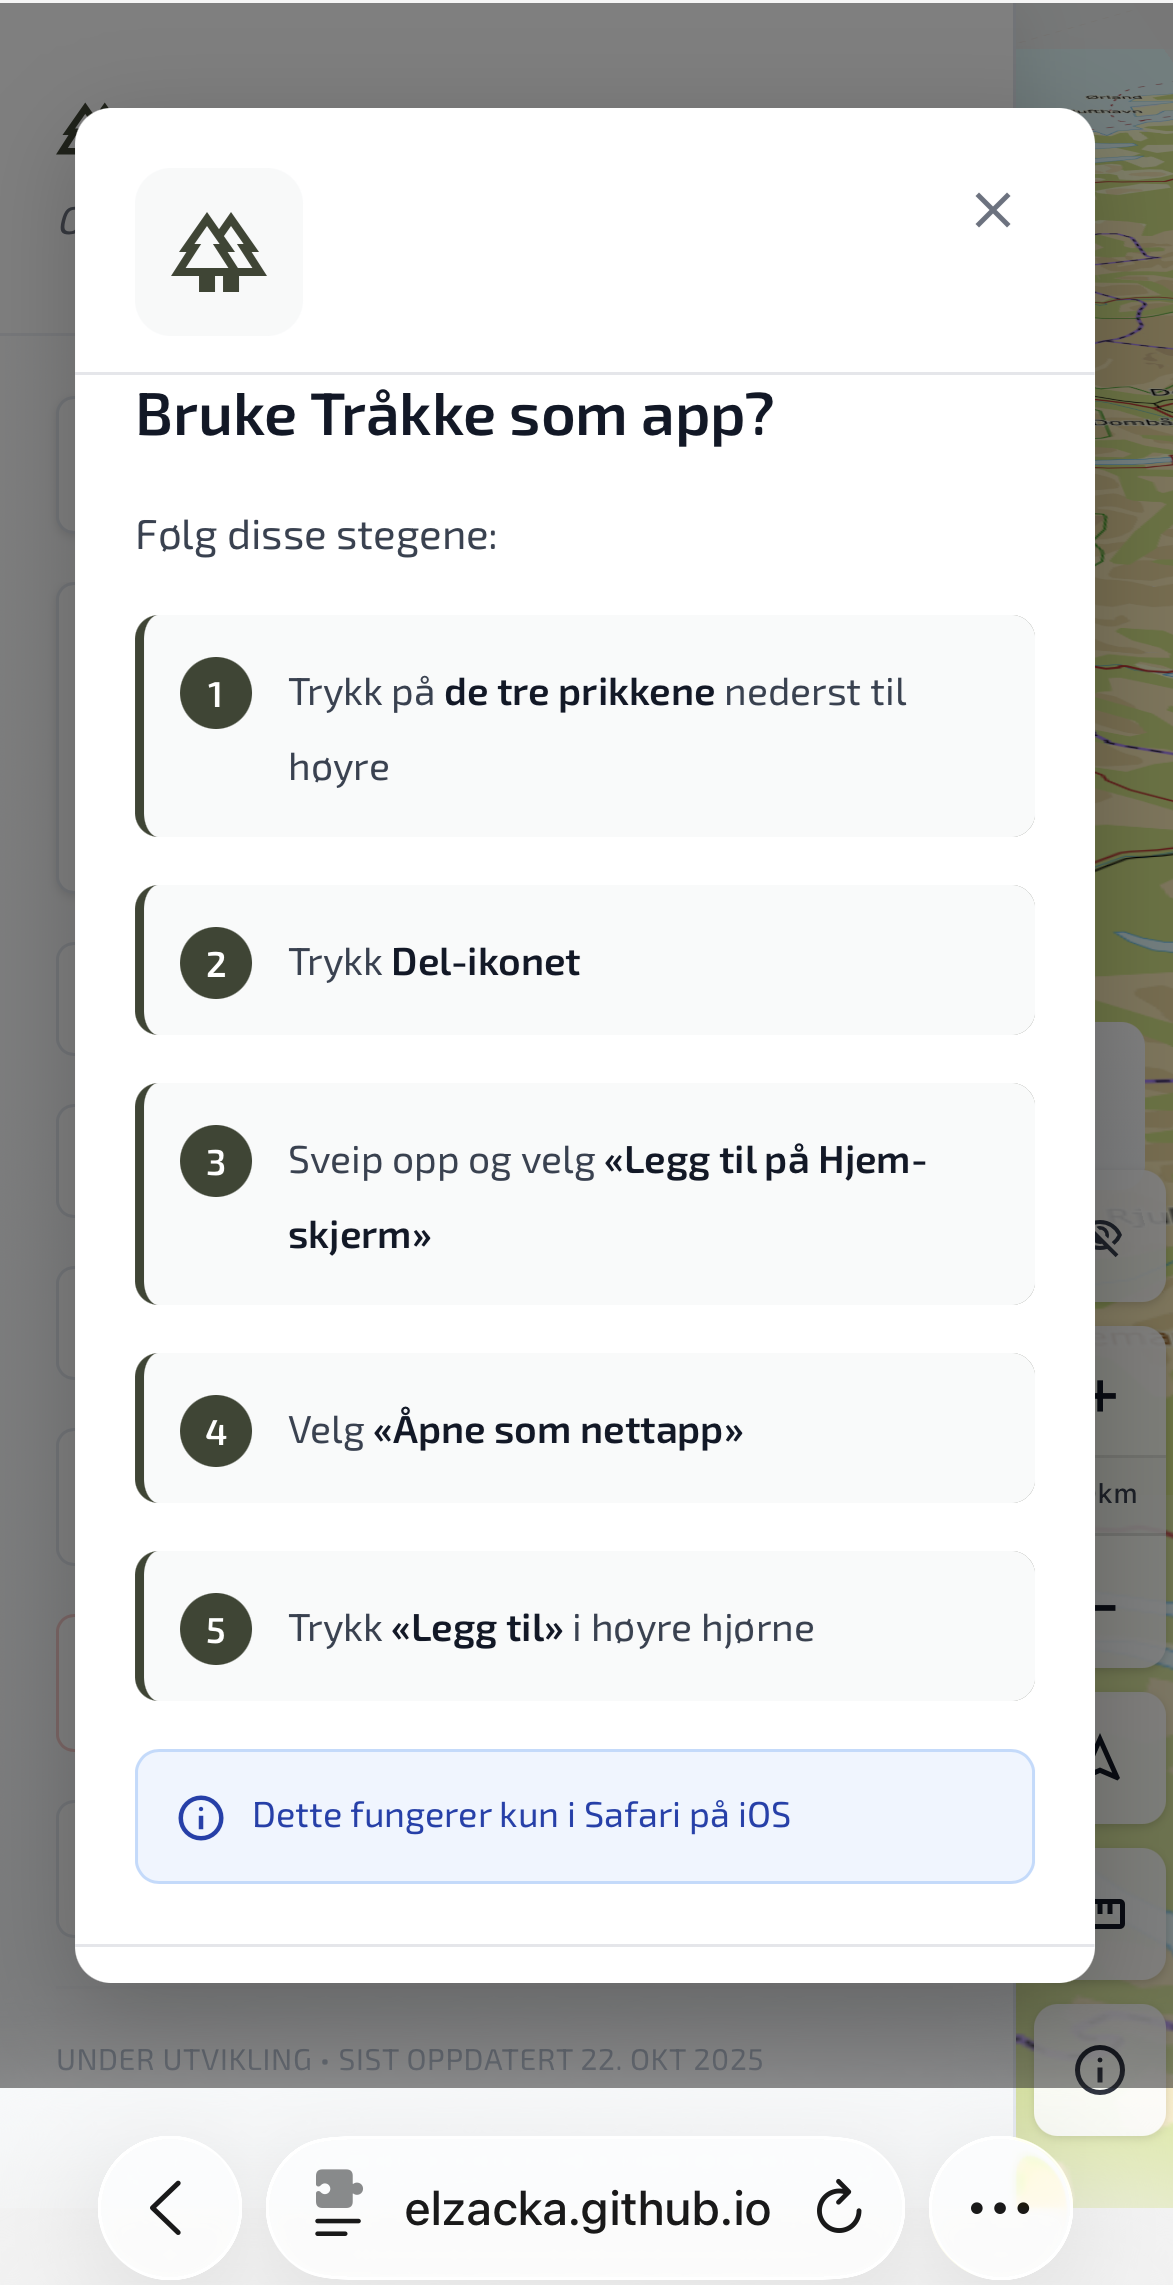 Ørland
Bruke Tråkke som app?
Følg disse stegene:
1
Trykk på de tre prikkene nederst til
høyre
2
Trykk Del-ikonet
3
Sveip opp og velg «Legg til på Hjem-
skjerm»
4
Velg «Åpne som nettapp»
km
5
Trykk «Legg til» i høyre hjørne
Dette fungerer kun i Safari på iOS
UNDER UTVIKLING • SIST OPPDATERT 22. OKT 2025
elzacka.github.io